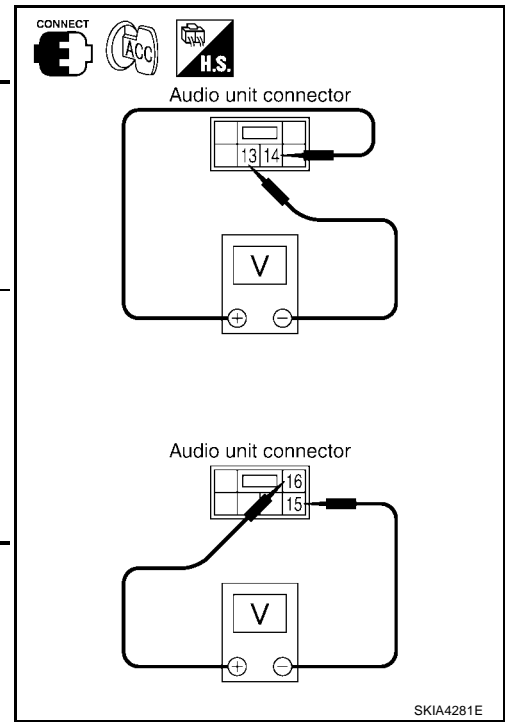 CONNECT
ACC
H.S.
Audio unit connector
13 14
V
+ −
Audio unit connector
16
15
V
+ −
SKIA4281E